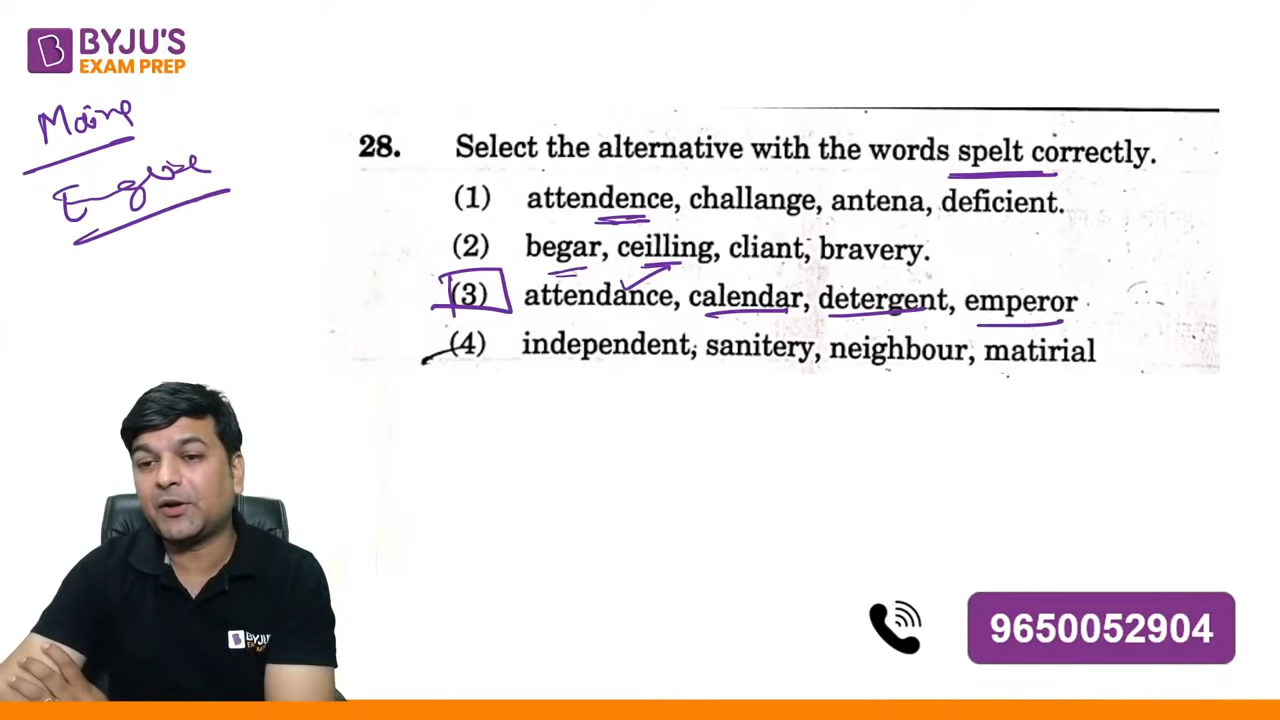 BYJU'S
EXAM PREP
Mains
English
28. Select the alternative with the words spelt correctly.
(1) attendence, challange, antena, deficient.
(2) begar, ceilling, cliant, bravery.
(3) attendance, calendar, detergent, emperor
(4) independent, sanitery, neighbour, matirial
BYJU
9650052904